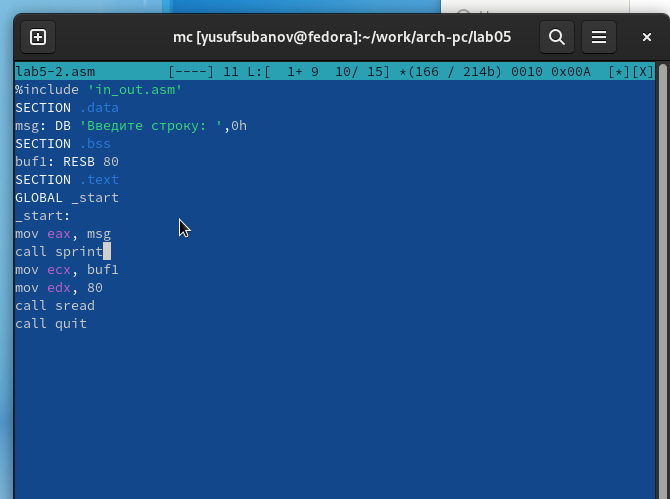 mc [yusufsubanov@fedora]:~/work/arch-pc/lab05
lab5-2.asm [----] 11 L:[ 1+ 9 10/ 15] *(166 / 214b) 0010 0x00A [*][X]
%include 'in_out.asm'
SECTION .data
msg: DB 'Введите строку: ',0h
SECTION .bss
buf1: RESB 80
SECTION .text
GLOBAL _start
_start:
mov eax, msg
call sprint
mov ecx, buf1
mov edx, 80
call sread
call quit